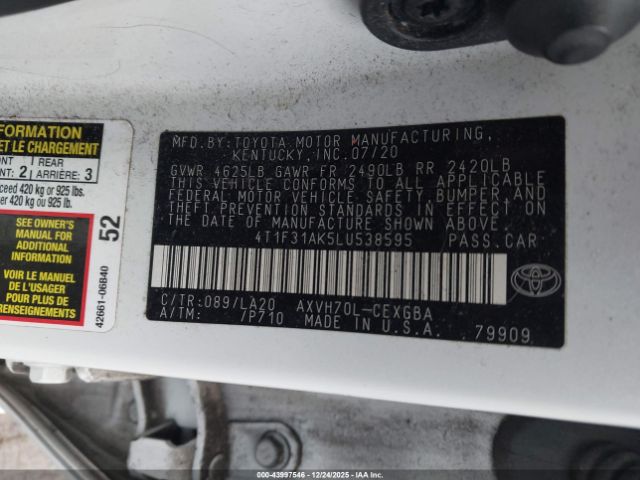 FORMATION
ET LE CHARGEMENT
ONT 1 REAR
ANT: 2 ARRIÈRE: 3
ceed 420 kg or 925 lbs.
r 420 kg ou 925 lb.
SEE OWNER'S
MANUAL FOR
ADDITIONAL
INFORMATION
VOIR LE MANUEL
DE L'USAGER
POUR PLUS DE
RENSEIGNEMENTS
52
42661-06B40
MFD.BY:TOYOTA MOTOR MANUFACTURING,
KENTUCKY,INC.07/20
GVWR 4625LB GAWR FR 2490LB RR 2420LB
THIS VEHICLE CONFORMS TO ALL APPLICABLE
FEDERAL MOTOR VEHICLE SAFETY,BUMPER,AND
THEFT PREVENTION STANDARDS IN EFFECT ON
THE DATE OF MANUFACTURE SHOWN ABOVE.
4T1F31AK5LU538595 PASS.CAR
C/TR:089/LA20 AXVH70L-CEXGBA
A/TM: /P710 MADE IN U.S.A. 79909
TOYOTA
000-43997546 - 12/24/2025 - IAA Inc.